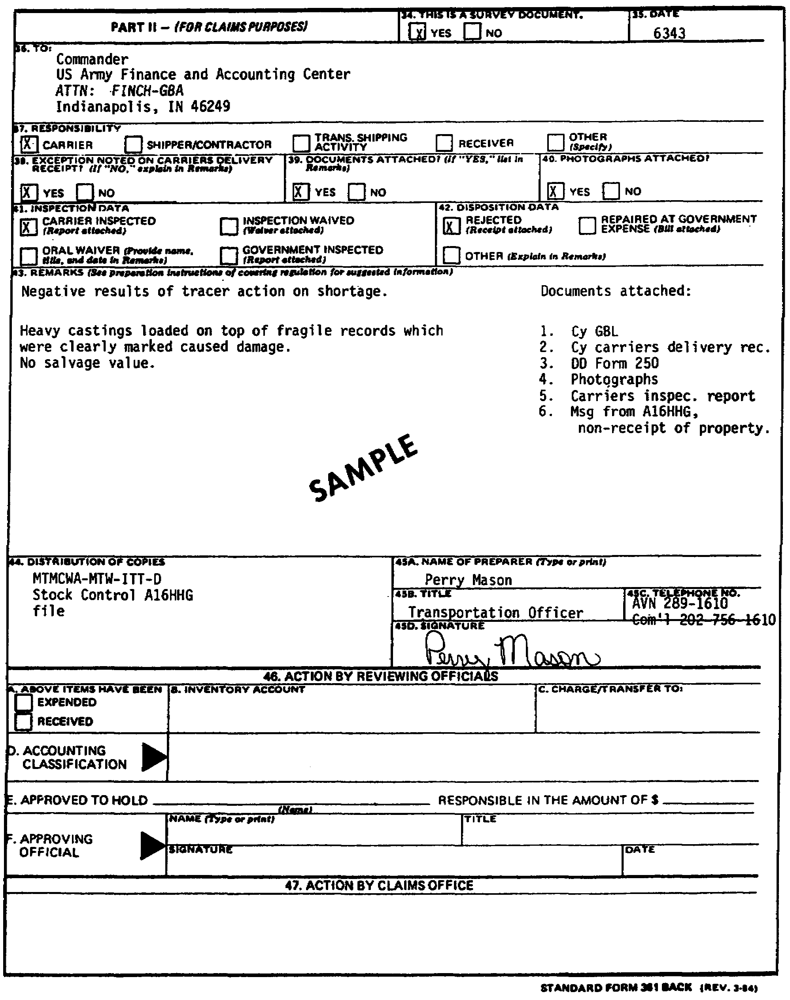 PART II – (FOR CLAIMS PURPOSES)
34. THIS IS A SURVEY DOCUMENT.
X YES NO
35. DATE
6343
36. TO:
Commander
US Army Finance and Accounting Center
ATTN: FINCH-GBA
Indianapolis, IN 46249
37. RESPONSIBILITY
X CARRIER SHIPPER/CONTRACTOR TRANS. SHIPPING ACTIVITY RECEIVER OTHER (Specify)
38. EXCEPTION NOTED ON CARRIERS DELIVERY
RECEIPT? (If "NO," explain in Remarks)
X YES NO
39. DOCUMENTS ATTACHED? (If "YES," list in
Remarks)
X YES NO
40. PHOTOGRAPHS ATTACHED?
X YES NO
41. INSPECTION DATA
X CARRIER INSPECTED
(Report attached)
INSPECTION WAIVED
(Waiver attached)
ORAL WAIVER (Provide name,
title, and date in Remarks)
GOVERNMENT INSPECTED
(Report attached)
42. DISPOSITION DATA
X REJECTED
(Receipt attached)
REPAIRED AT GOVERNMENT
EXPENSE (Bill attached)
OTHER (Explain in Remarks)
43. REMARKS (See preparation instructions of covering regulation for suggested information)
Negative results of tracer action on shortage.
Heavy castings loaded on top of fragile records which
were clearly marked caused damage.
No salvage value.
Documents attached:
1. Cy GBL
2. Cy carriers delivery rec.
3. DD Form 250
4. Photographs
5. Carriers inspec. report
6. Msg from A16HHG,
non-receipt of property.
SAMPLE
44. DISTRIBUTION OF COPIES
MTMCWA-MTW-ITT-D
Stock Control A16HHG
file
45A. NAME OF PREPARER (Type or print)
Perry Mason
45B. TITLE
Transportation Officer
45C. TELEPHONE NO.
AVN 289-1610
Com'l 202-756-1610
45D. SIGNATURE
Perry Mason
46. ACTION BY REVIEWING OFFICIALS
A. ABOVE ITEMS HAVE BEEN
EXPENDED
RECEIVED
B. INVENTORY ACCOUNT
C. CHARGE/TRANSFER TO:
D. ACCOUNTING
CLASSIFICATION
E. APPROVED TO HOLD RESPONSIBLE IN THE AMOUNT OF $
(Name)
F. APPROVING
OFFICIAL
NAME (Type or print)
TITLE
SIGNATURE
DATE
47. ACTION BY CLAIMS OFFICE
STANDARD FORM 361 BACK (REV. 3-84)